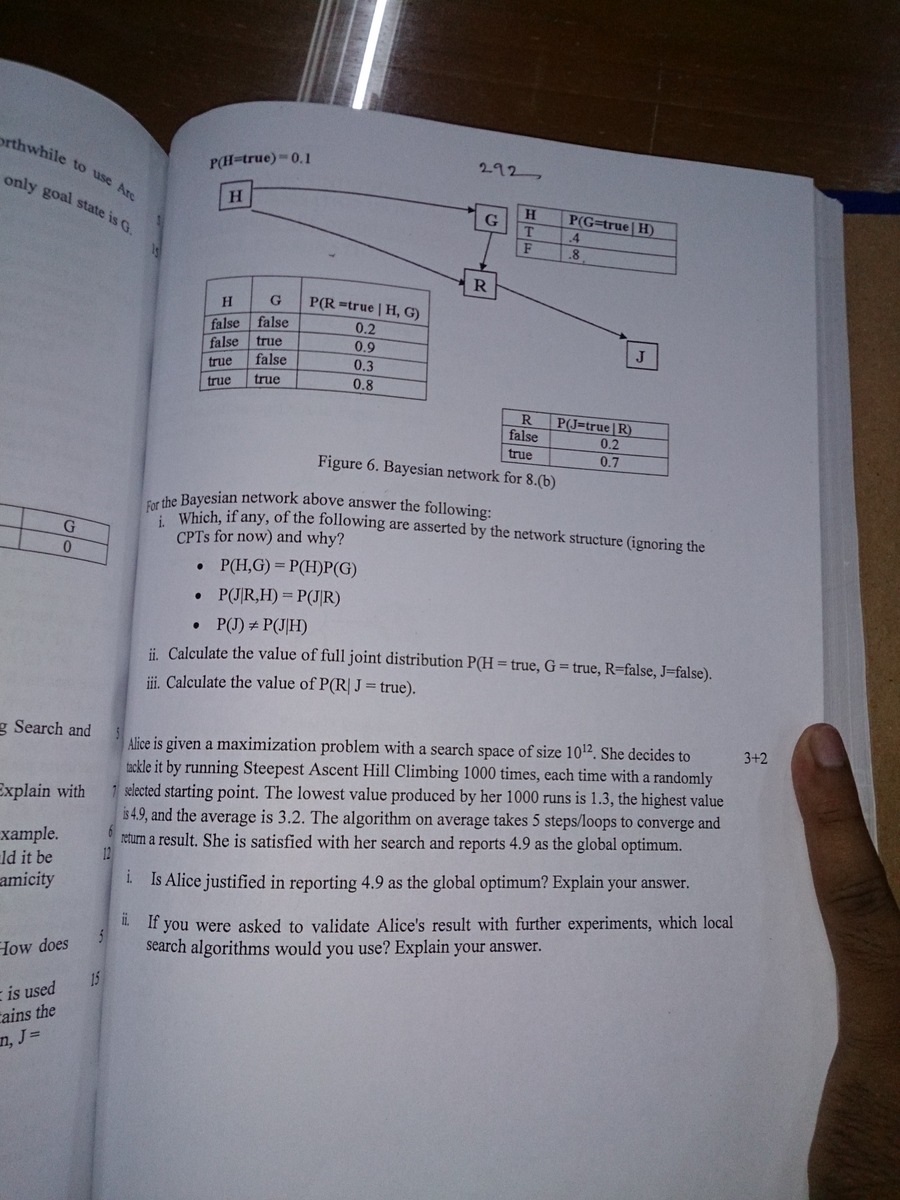 orthwhile to use Arc
only goal state is G.
15
G
0
g Search and
5
Explain with
7
xample.
6
ld it be
12
amicity
How does
5
is used
15
tains the
n, J =
P(H=true) = 0.1
292
H
G
R
J
H P(G=true | H)
T .4
F .8
H G P(R =true | H, G)
false false 0.2
false true 0.9
true false 0.3
true true 0.8
R P(J=true | R)
false 0.2
true 0.7
Figure 6. Bayesian network for 8.(b)
For the Bayesian network above answer the following:
i. Which, if any, of the following are asserted by the network structure (ignoring the
CPTs for now) and why?
• P(H,G) = P(H)P(G)
• P(J|R,H) = P(J|R)
• P(J) ≠ P(J|H)
ii. Calculate the value of full joint distribution P(H = true, G = true, R=false, J=false).
iii. Calculate the value of P(R| J = true).
Alice is given a maximization problem with a search space of size 10¹². She decides to 3+2
tackle it by running Steepest Ascent Hill Climbing 1000 times, each time with a randomly
selected starting point. The lowest value produced by her 1000 runs is 1.3, the highest value
is 4.9, and the average is 3.2. The algorithm on average takes 5 steps/loops to converge and
return a result. She is satisfied with her search and reports 4.9 as the global optimum.
i. Is Alice justified in reporting 4.9 as the global optimum? Explain your answer.
ii. If you were asked to validate Alice's result with further experiments, which local
search algorithms would you use? Explain your answer.